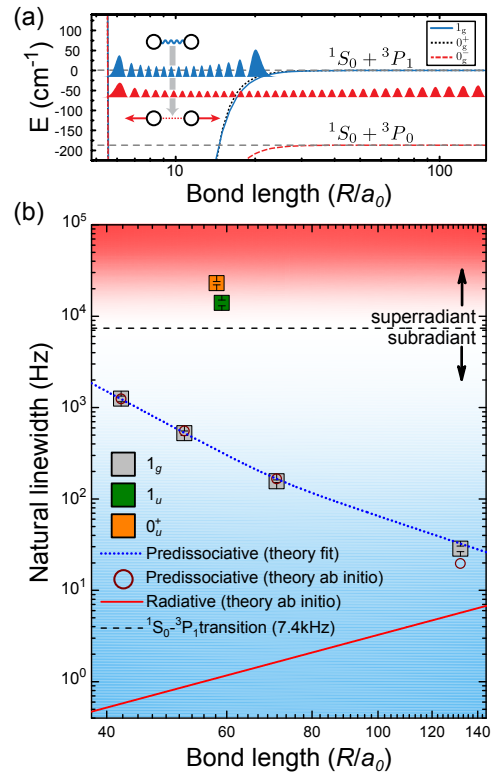 (a)
E (cm⁻¹)
100
50
0
-50
-100
-150
-200
1g
0g⁺
0g⁻
¹S₀ + ³P₁
¹S₀ + ³P₀
10
100
Bond length (R/a₀)
(b)
Natural linewidth (Hz)
10⁵
10⁴
10³
10²
10¹
10⁰
superradiant
subradiant
1g
1u
0u⁺
Predissociative (theory fit)
Predissociative (theory ab initio)
Radiative (theory ab initio)
¹S₀-³P₁transition (7.4kHz)
40
60
80
100
120
140
Bond length (R/a₀)